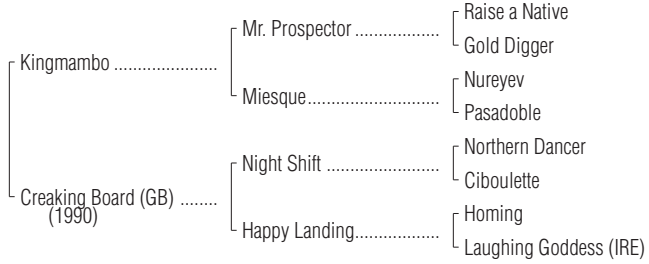 Raise a Native
Mr. Prospector ..................
Gold Digger
Kingmambo ......................
Nureyev
Miesque............................
Pasadoble
Northern Dancer
Night Shift ........................
Ciboulette
Creaking Board (GB) ........
(1990)
Homing
Happy Landing..................
Laughing Goddess (IRE)